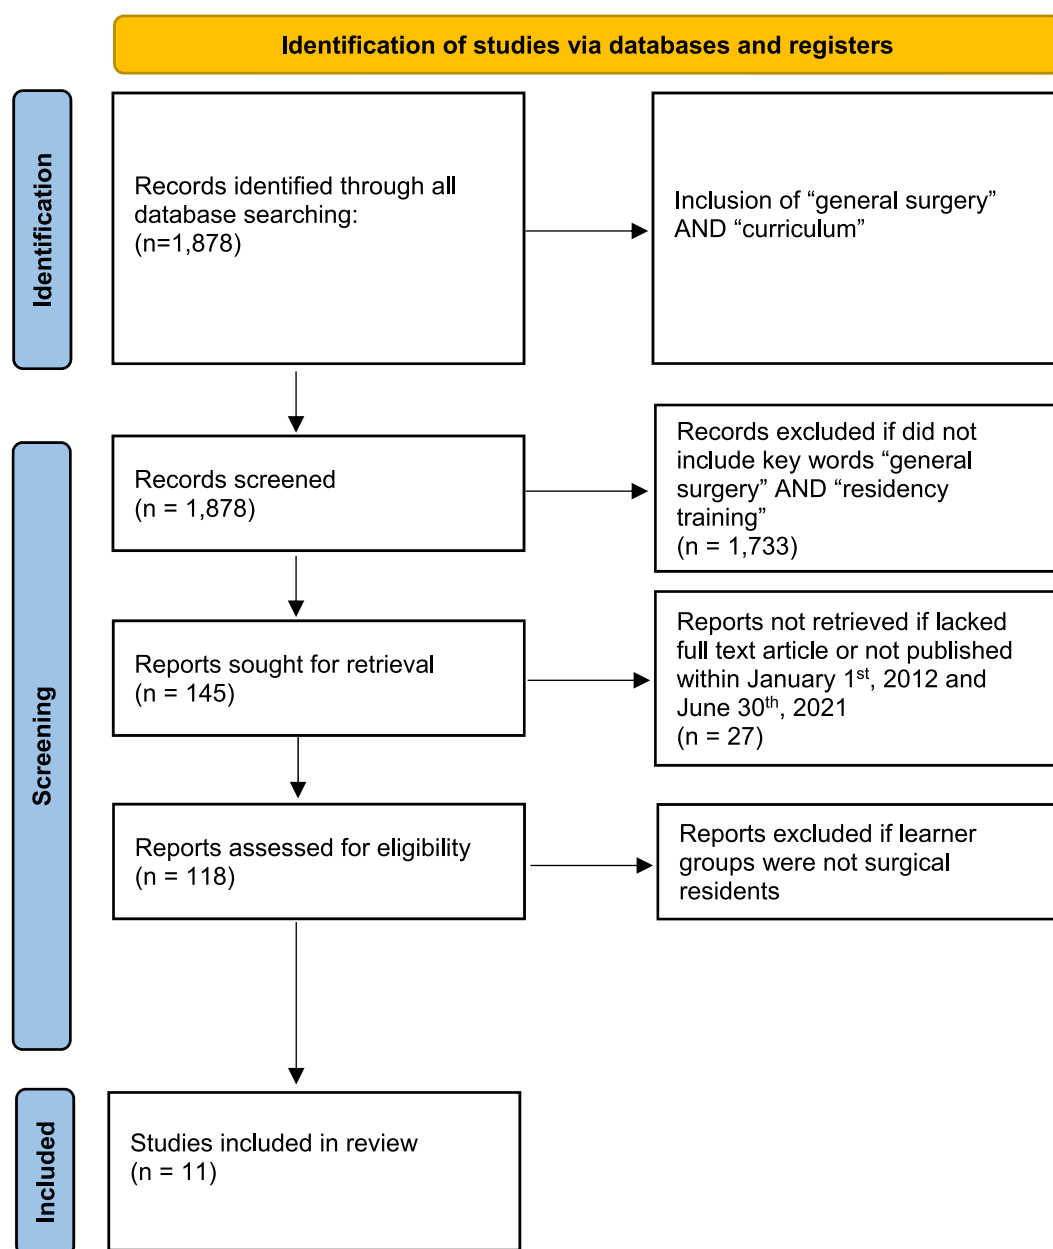 Identification of studies via databases and registers
Identification
Records identified through all
database searching:
(n=1,878)
Inclusion of “general surgery”
AND “curriculum”
Screening
Records screened
(n = 1,878)
Records excluded if did not
include key words “general
surgery” AND “residency
training”
(n = 1,733)
Reports sought for retrieval
(n = 145)
Reports not retrieved if lacked
full text article or not published
within January 1st, 2012 and
June 30th, 2021
(n = 27)
Reports assessed for eligibility
(n = 118)
Reports excluded if learner
groups were not surgical
residents
Included
Studies included in review
(n = 11)